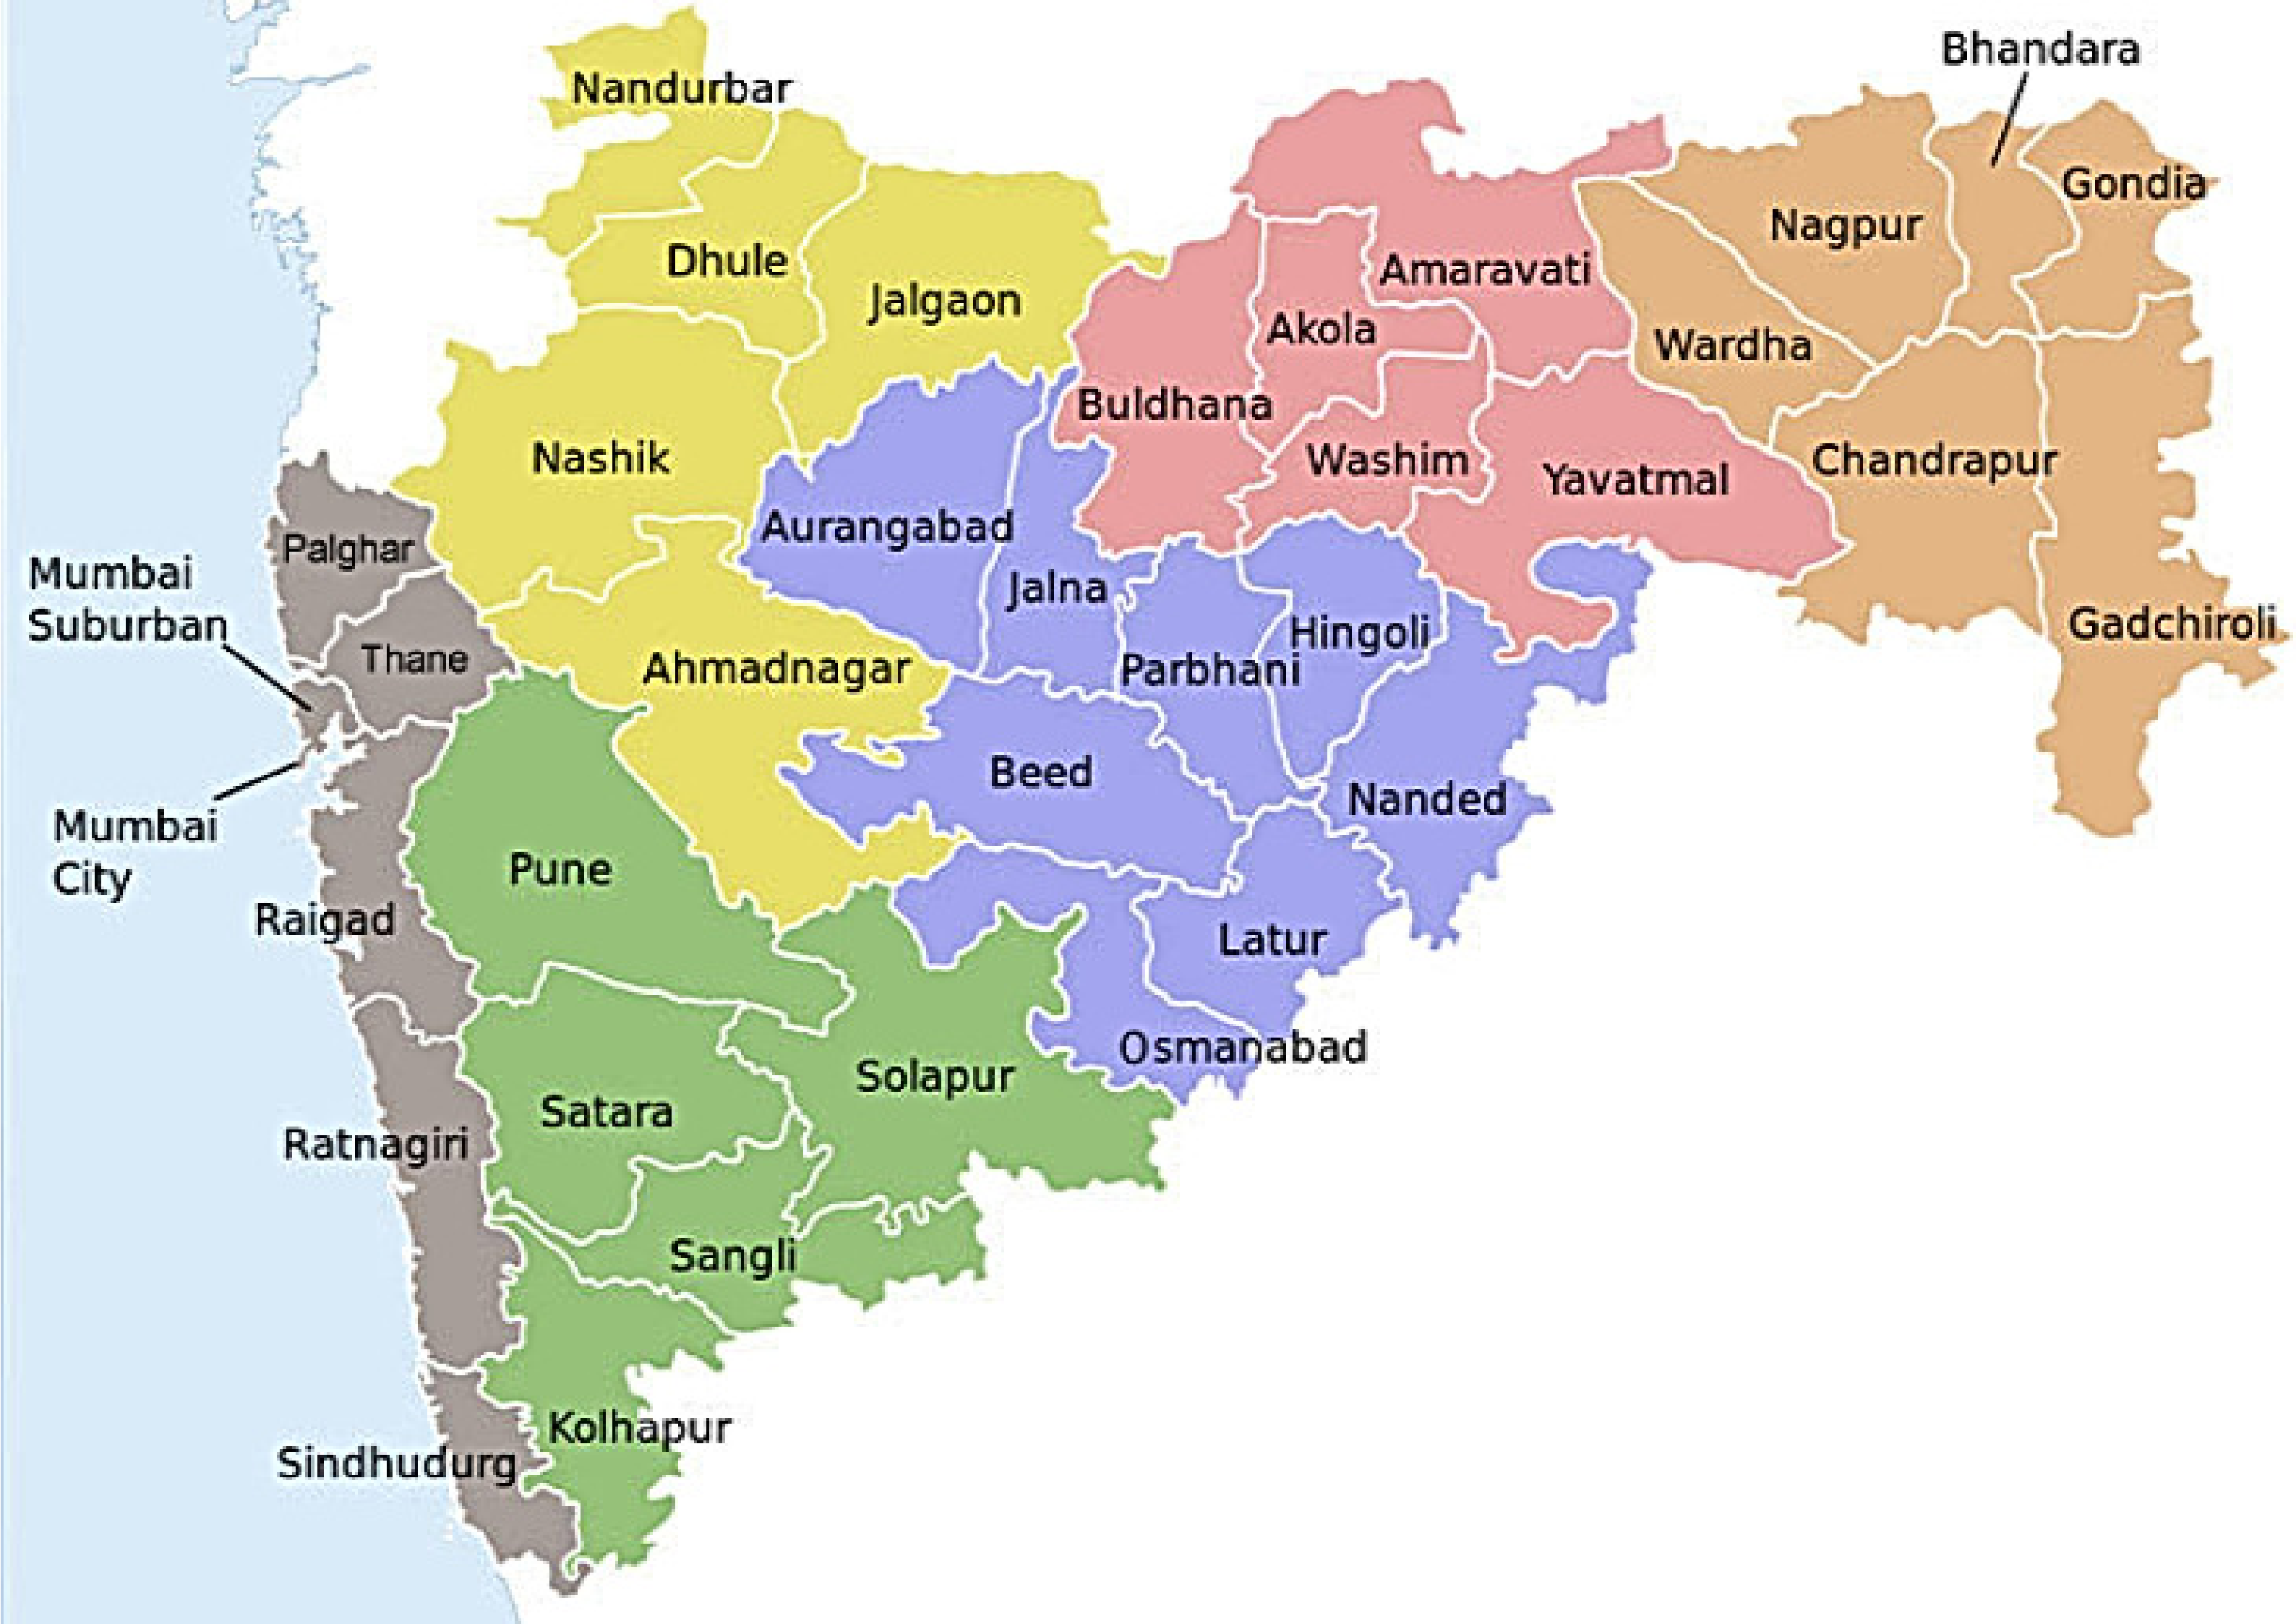 Bhandara
Nandurbar
Gondia
Nagpur
Dhule
Amaravati
Jalgaon
Akola
Wardha
Buldhana
Nashik
Washim
Chandrapur
Yavatmal
Aurangabad
Palghar
Mumbai
Suburban
Jalna
Gadchiroli
Hingoli
Thane
Ahmadnagar
Parbhani
Beed
Nanded
Mumbai
City
Pune
Raigad
Latur
Osmanabad
Solapur
Satara
Ratnagiri
Sangli
Kolhapur
Sindhudurg